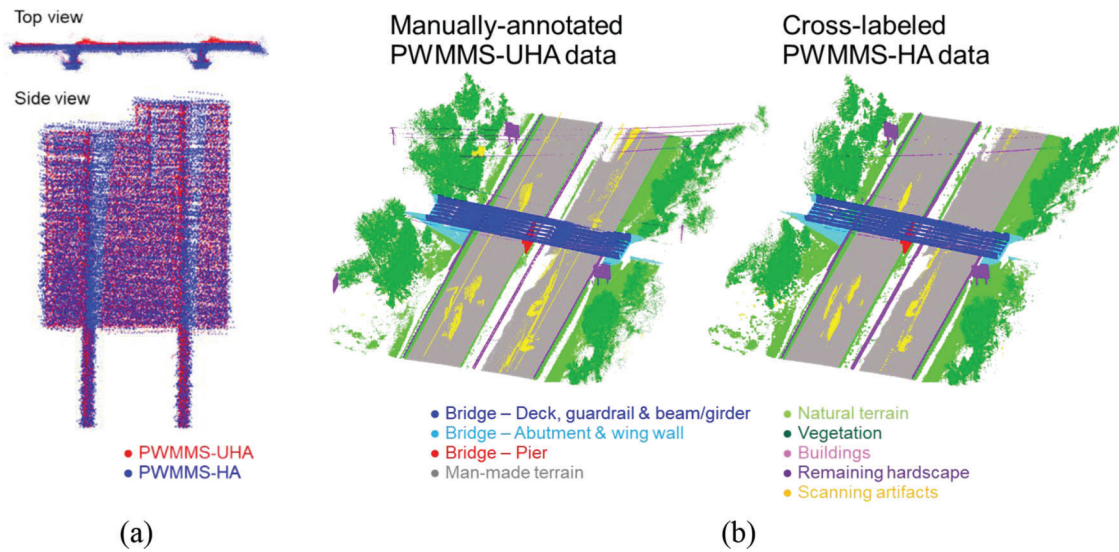 Top view
Side view
• PWMMS-UHA
• PWMMS-HA
(a)
Manually-annotated
PWMMS-UHA data
Cross-labeled
PWMMS-HA data
• Bridge – Deck, guardrail & beam/girder
• Bridge – Abutment & wing wall
• Bridge – Pier
• Man-made terrain
• Natural terrain
• Vegetation
• Buildings
• Remaining hardscape
• Scanning artifacts
(b)